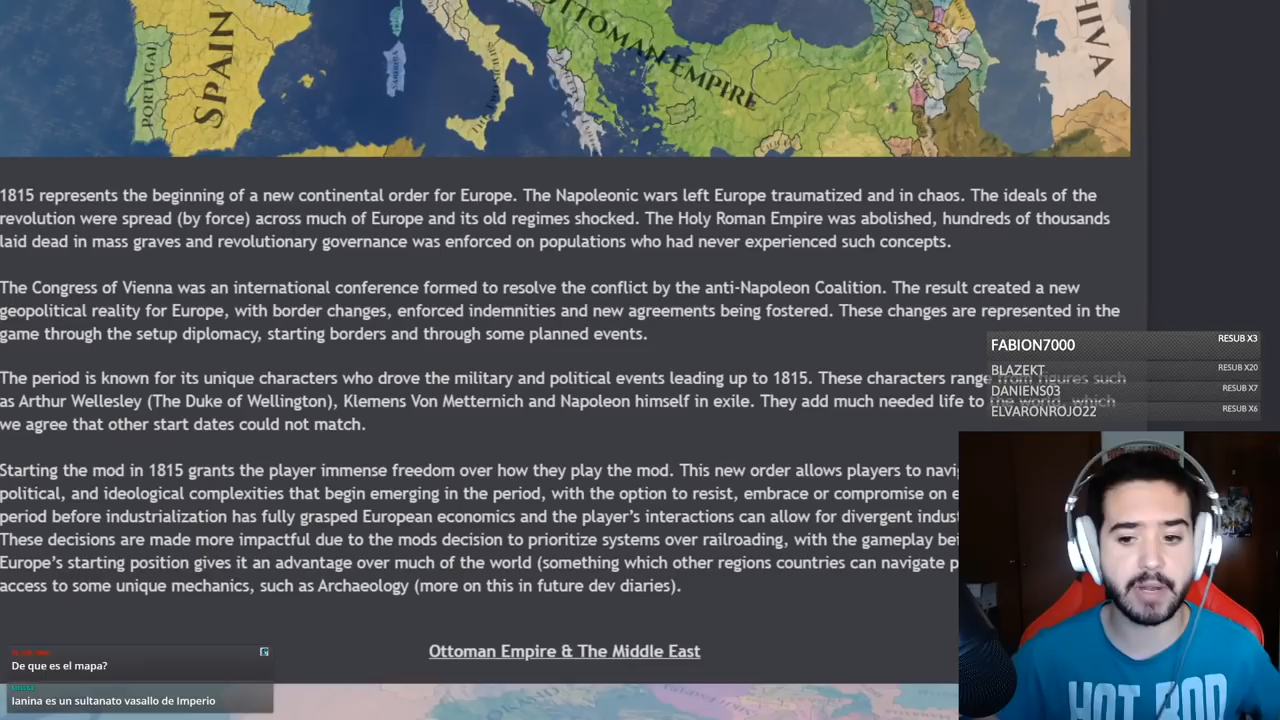 PORTUGAL
SPAIN
OTTOMAN EMPIRE
KHIVA
1815 represents the beginning of a new continental order for Europe. The Napoleonic wars left Europe traumatized and in chaos. The ideals of the
revolution were spread (by force) across much of Europe and its old regimes shocked. The Holy Roman Empire was abolished, hundreds of thousands
laid dead in mass graves and revolutionary governance was enforced on populations who had never experienced such concepts.
The Congress of Vienna was an international conference formed to resolve the conflict by the anti-Napoleon Coalition. The result created a new
geopolitical reality for Europe, with border changes, enforced indemnities and new agreements being fostered. These changes are represented in the
game through the setup diplomacy, starting borders and through some planned events.
The period is known for its unique characters who drove the military and political events leading up to 1815. These characters range from figures such
as Arthur Wellesley (The Duke of Wellington), Klemens Von Metternich and Napoleon himself in exile. They add much needed life to the world, which
we agree that other start dates could not match.
Starting the mod in 1815 grants the player immense freedom over how they play the mod. This new order allows players to navi
political, and ideological complexities that begin emerging in the period, with the option to resist, embrace or compromise on e
period before industrialization has fully grasped European economics and the player's interactions can allow for divergent indust
These decisions are made more impactful due to the mods decision to prioritize systems over railroading, with the gameplay bei
Europe's starting position gives it an advantage over much of the world (something which other regions countries can navigate p
access to some unique mechanics, such as Archaeology (more on this in future dev diaries).
Ottoman Empire & The Middle East
FABION7000 RESUB X3
BLAZEKT RESUB X20
DANIENS03 RESUB X7
ELVARONROJO22 RESUB X6
De que es el mapa?
Ianina es un sultanato vasallo de Imperio
HOT ROD